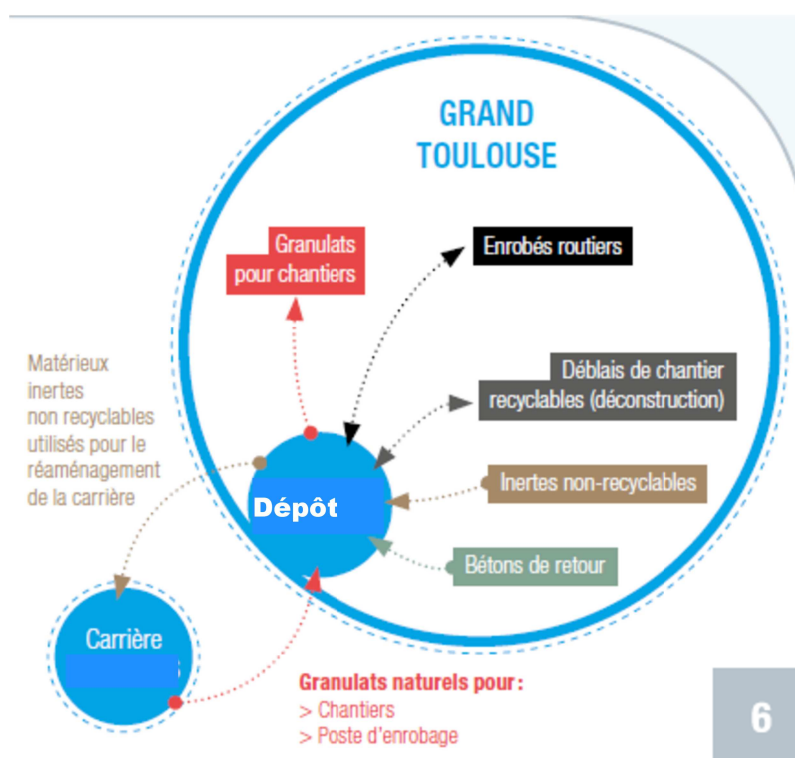 GRAND
TOULOUSE
Granulats
pour chantiers
Enrobés routiers
Matérieux
inertes
non recyclables
utilisés pour le
réaménagement
de la carrière
Déblais de chantier
recyclables (déconstruction)
Dépôt
Inertes non-recyclables
Bétons de retour
Carrière
Granulats naturels pour :
> Chantiers
> Poste d'enrobage
6